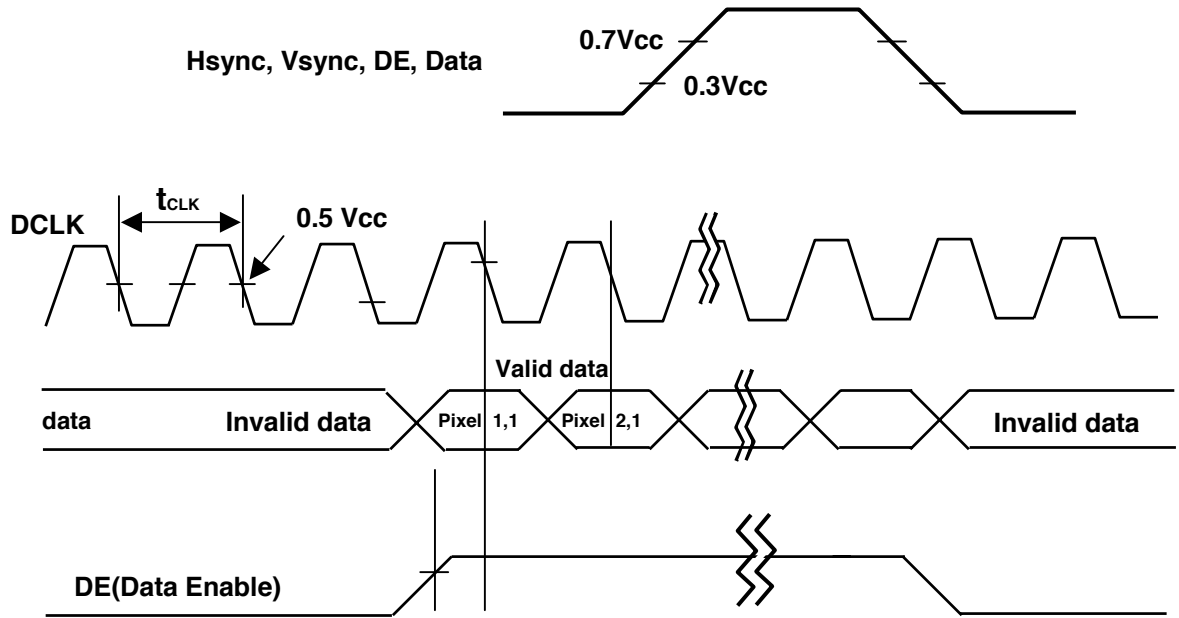 0.7Vcc
Hsync, Vsync, DE, Data
0.3Vcc
tCLK
DCLK
0.5 Vcc
Valid data
data
Invalid data
Pixel 1,1
Pixel 2,1
Invalid data
DE(Data Enable)